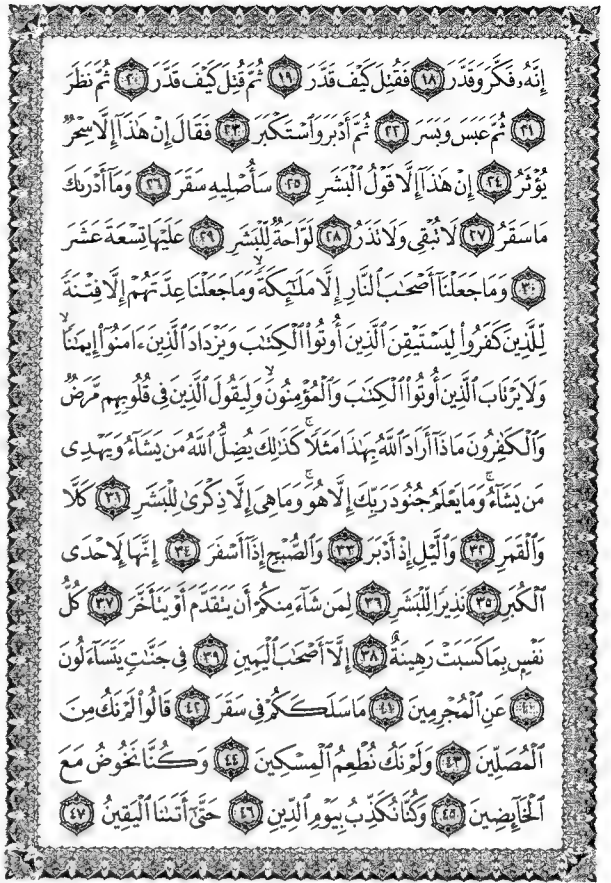 إِنَّهُۥ فَكَّرَ وَقَدَّرَ ١٨ فَقُتِلَ كَيْفَ قَدَّرَ ١٩ ثُمَّ قُتِلَ كَيْفَ قَدَّرَ ٢٠ ثُمَّ نَظَرَ
٢١ ثُمَّ عَبَسَ وَبَسَرَ ٢٢ ثُمَّ أَدْبَرَ وَٱسْتَكْبَرَ ٢٣ فَقَالَ إِنْ هَٰذَآ إِلَّا سِحْرٌ
يُؤْثَرُ ٢٤ إِنْ هَٰذَآ إِلَّا قَوْلُ ٱلْبَشَرِ ٢٥ سَأُصْلِيهِ سَقَرَ ٢٦ وَمَآ أَدْرَىٰكَ
مَا سَقَرُ ٢٧ لَا تُبْقِى وَلَا تَذَرُ ٢٨ لَوَّاحَةٌ لِّلْبَشَرِ ٢٩ عَلَيْهَا تِسْعَةَ عَشَرَ
٣٠ وَمَا جَعَلْنَآ أَصْحَٰبَ ٱلنَّارِ إِلَّا مَلَٰٓئِكَةً ۙ وَمَا جَعَلْنَا عِدَّتَهُمْ إِلَّا فِتْنَةً
لِّلَّذِينَ كَفَرُوا۟ لِيَسْتَيْقِنَ ٱلَّذِينَ أُوتُوا۟ ٱلْكِتَٰبَ وَيَزْدَادَ ٱلَّذِينَ ءَامَنُوٓا۟ إِيمَٰنًا ۙ
وَلَا يَرْتَابَ ٱلَّذِينَ أُوتُوا۟ ٱلْكِتَٰبَ وَٱلْمُؤْمِنُونَ ۙ وَلِيَقُولَ ٱلَّذِينَ فِى قُلُوبِهِم مَّرَضٌ
وَٱلْكَٰفِرُونَ مَاذَآ أَرَادَ ٱللَّهُ بِهَٰذَا مَثَلًا ۚ كَذَٰلِكَ يُضِلُّ ٱللَّهُ مَن يَشَآءُ وَيَهْدِى
مَن يَشَآءُ ۚ وَمَا يَعْلَمُ جُنُودَ رَبِّكَ إِلَّا هُوَ ۚ وَمَا هِىَ إِلَّا ذِكْرَىٰ لِلْبَشَرِ ٣١ كَلَّا
وَٱلْقَمَرِ ٣٢ وَٱلَّيْلِ إِذْ أَدْبَرَ ٣٣ وَٱلصُّبْحِ إِذَآ أَسْفَرَ ٣٤ إِنَّهَا لَإِحْدَى
ٱلْكُبَرِ ٣٥ نَذِيرًا لِّلْبَشَرِ ٣٦ لِمَن شَآءَ مِنكُمْ أَن يَتَقَدَّمَ أَوْ يَتَأَخَّرَ ٣٧ كُلُّ
نَفْسٍۭ بِمَا كَسَبَتْ رَهِينَةٌ ٣٨ إِلَّآ أَصْحَٰبَ ٱلْيَمِينِ ٣٩ فِى جَنَّٰتٍ يَتَسَآءَلُونَ
٤٠ عَنِ ٱلْمُجْرِمِينَ ٤١ مَا سَلَكَكُمْ فِى سَقَرَ ٤٢ قَالُوا۟ لَمْ نَكُ مِنَ
ٱلْمُصَلِّينَ ٤٣ وَلَمْ نَكُ نُطْعِمُ ٱلْمِسْكِينَ ٤٤ وَكُنَّا نَخُوضُ مَعَ
ٱلْخَآئِضِينَ ٤٥ وَكُنَّا نُكَذِّبُ بِيَوْمِ ٱلدِّينِ ٤٦ حَتَّىٰٓ أَتَىٰنَا ٱلْيَقِينُ ٤٧